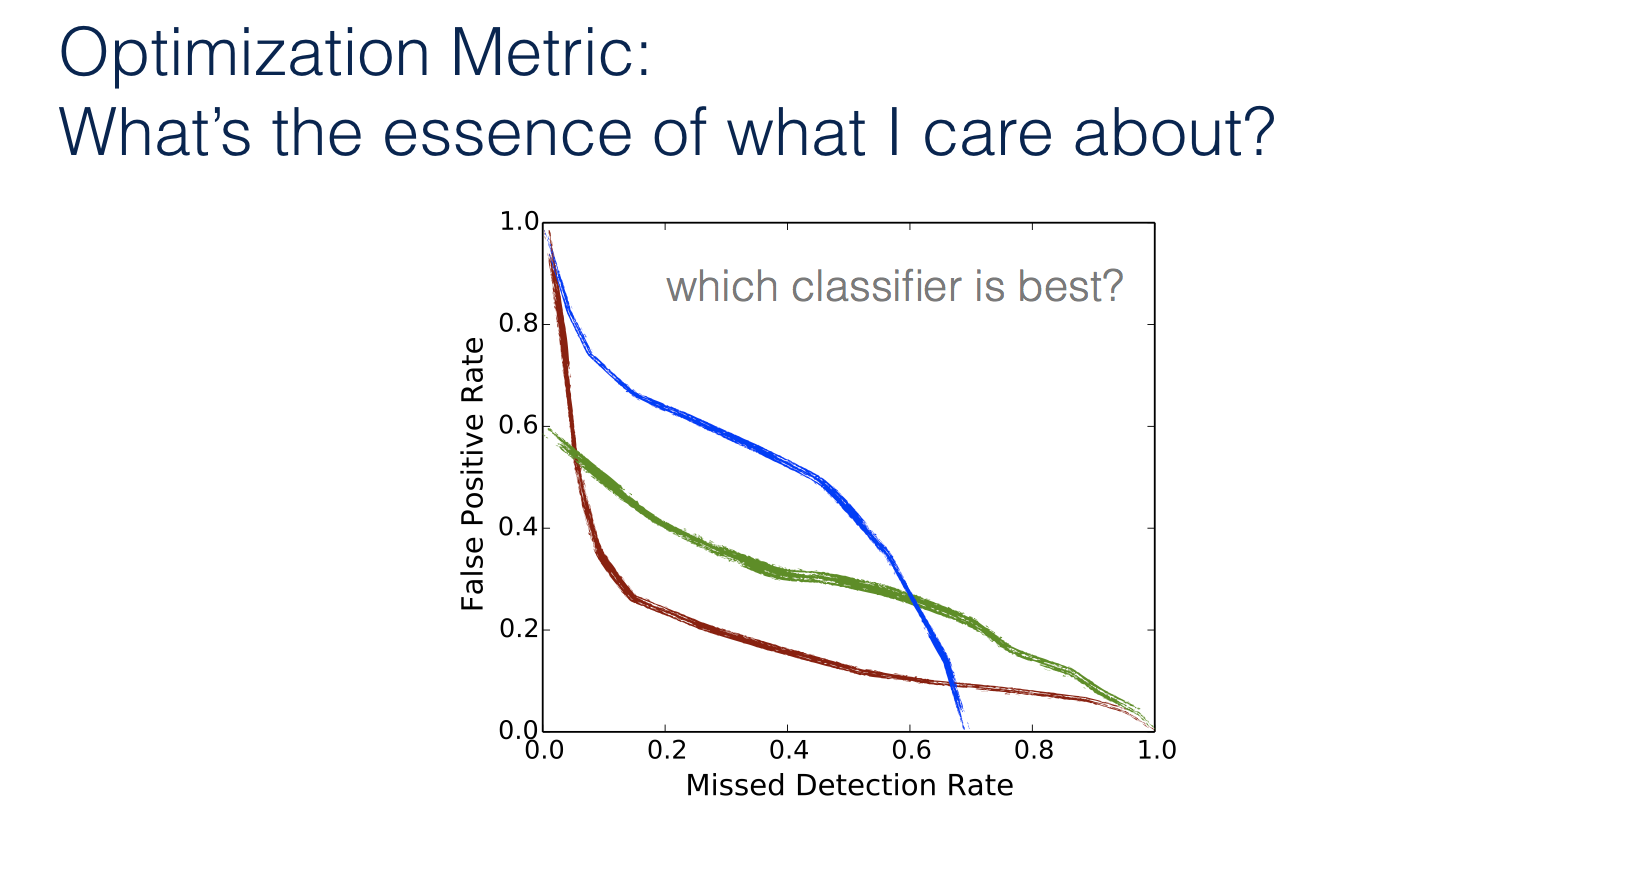 Optimization Metric:
What’s the essence of what I care about?
which classifier is best?
1.0
0.8
0.6
0.4
0.2
0.0
False Positive Rate
0.0 0.2 0.4 0.6 0.8 1.0
Missed Detection Rate